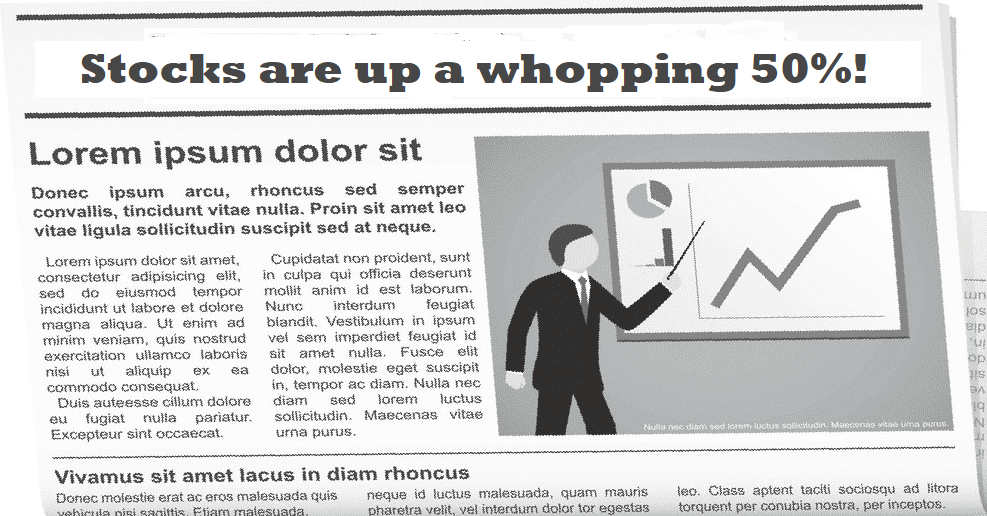 Stocks are up a whopping 50%!
Lorem ipsum dolor sit
Donec ipsum arcu, rhoncus sed semper
convallis, tincidunt vitae nulla. Proin sit amet leo
vitae ligula sollicitudin suscipit sed at neque.
Lorem ipsum dolor sit amet,
consectetur adipisicing elit,
sed do eiusmod tempor
incididunt ut labore et dolore
magna aliqua. Ut enim ad
minim veniam, quis nostrud
exercitation ullamco laboris
nisi ut aliquip ex ea
commodo consequat.
Duis auteesse cillum dolore
eu fugiat nulla pariatur.
Excepteur sint occaecat.
Cupidatat non proident, sunt
in culpa qui officia deserunt
mollit anim id est laborum.
Nunc interdum feugiat
blandit. Vestibulum in ipsum
vel sem imperdiet feugiat id
sit amet nulla. Fusce elit
dolor, molestie eget suscipit
in, tempor ac diam. Nulla nec
diam sed lorem luctus
sollicitudin. Maecenas vitae
urna purus.
Nulla nec diam sed lorem luctus sollicitudin. Maecenas vitae urna purus.
Vivamus sit amet lacus in diam rhoncus
Donec molestie erat ac eros malesuada quis
vehicula nisi sagittis. Etiam malesuada.
neque id luctus malesuada, quam mauris
pharetra velit, vel interdum dolor tor egestas
leo. Class aptent taciti sociosqu ad litora
torquent per conubia nostra, per inceptos.